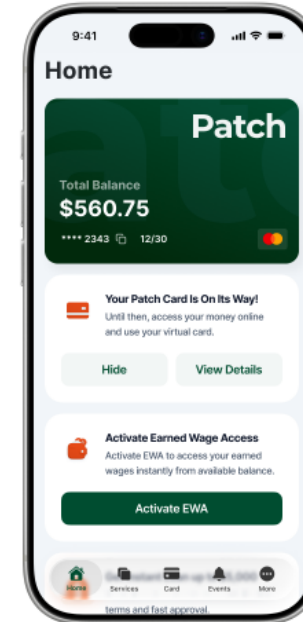 9:41
Home
Patch
Total Balance
$560.75
**** 2343 12/30
Your Patch Card Is On Its Way!
Until then, access your money online
and use your virtual card.
Hide View Details
Activate Earned Wage Access
Activate EWA to access your earned
wages instantly from available balance.
Activate EWA
Home Services Card Events More
terms and fast approval.